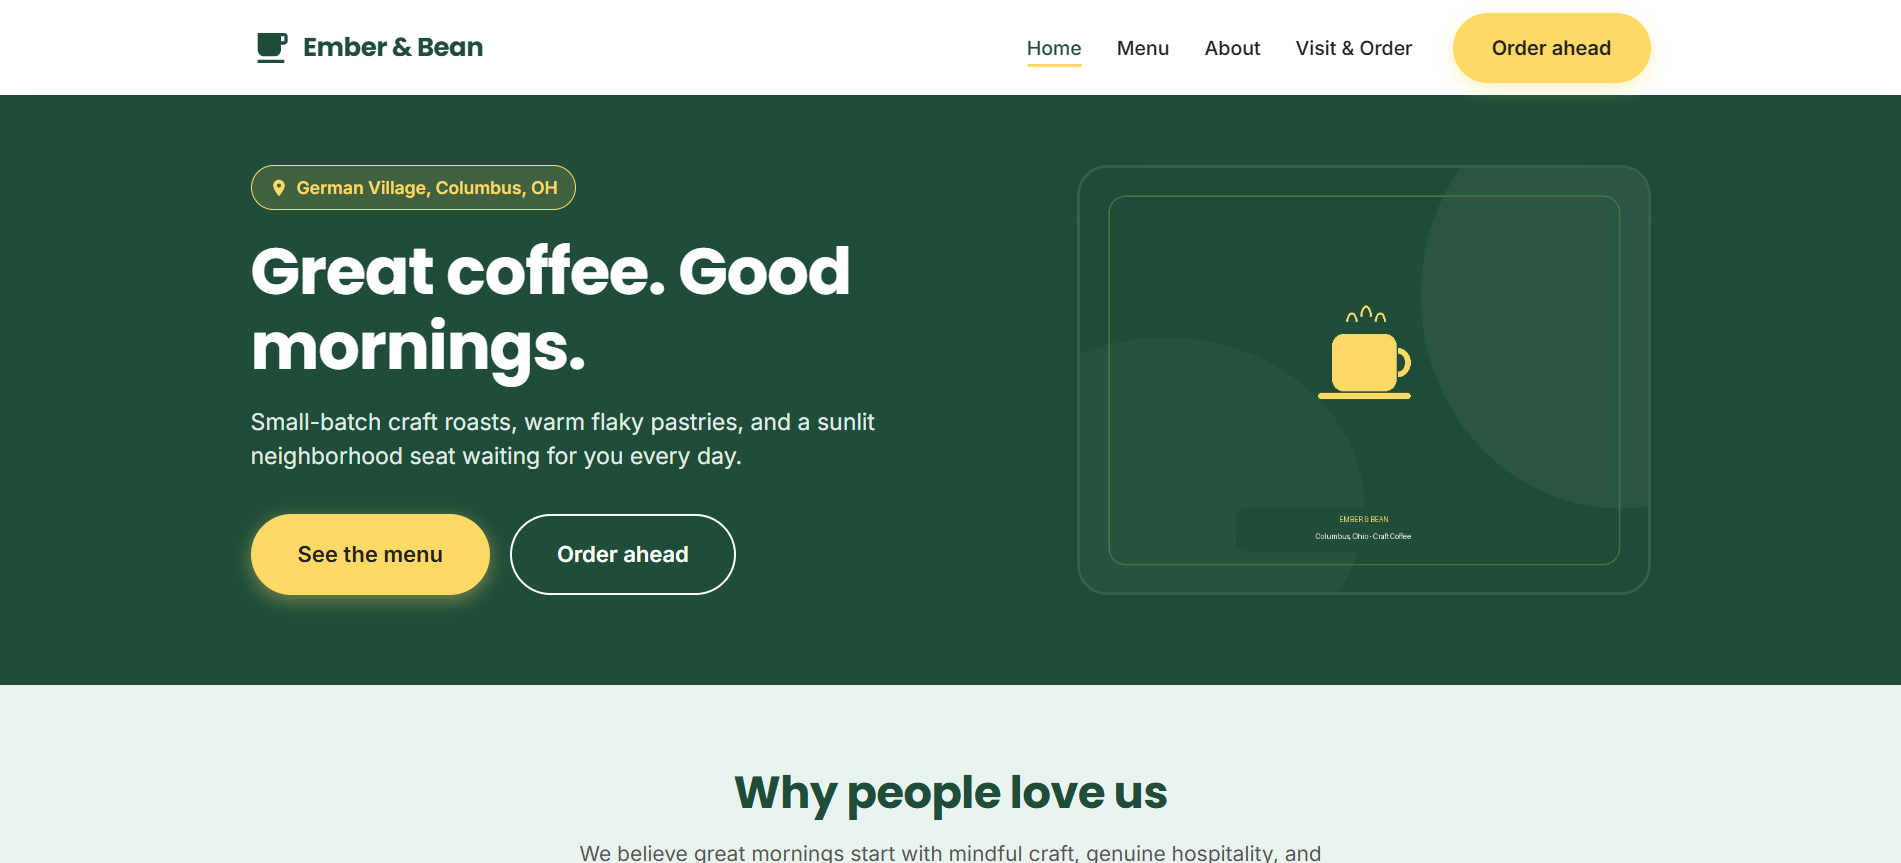 Ember & Bean
Home
Menu
About
Visit & Order
Order ahead
German Village, Columbus, OH
Great coffee. Good
mornings.
Small-batch craft roasts, warm flaky pastries, and a sunlit
neighborhood seat waiting for you every day.
See the menu
Order ahead
EMBER & BEAN
Columbus, Ohio · Craft Coffee
Why people love us
We believe great mornings start with mindful craft, genuine hospitality, and